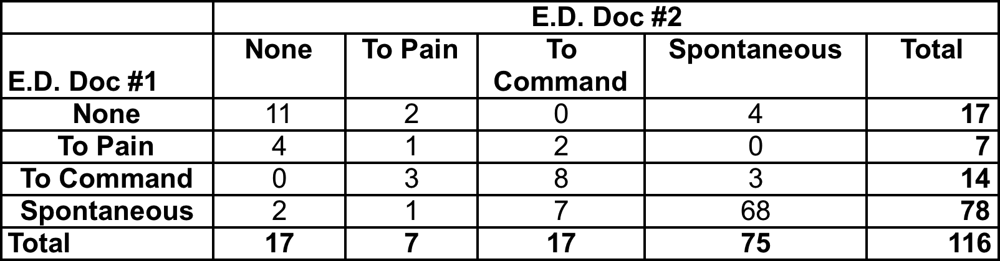 E.D. Doc #2
None To Pain To Spontaneous Total
E.D. Doc #1 Command
None 11 2 0 4 17
To Pain 4 1 2 0 7
To Command 0 3 8 3 14
Spontaneous 2 1 7 68 78
Total 17 7 17 75 116